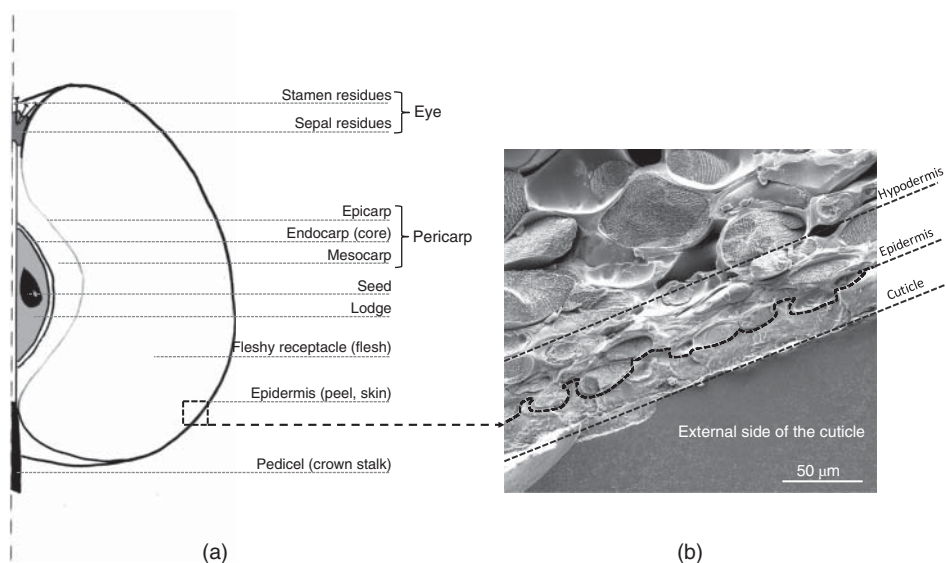 Stamen residues
Eye
Sepal residues
Epicarp
Endocarp (core)
Pericarp
Mesocarp
Seed
Lodge
Fleshy receptacle (flesh)
Epidermis (peel, skin)
Pedicel (crown stalk)
(a)
Hypodermis
Epidermis
Cuticle
External side of the cuticle
50 μm
(b)